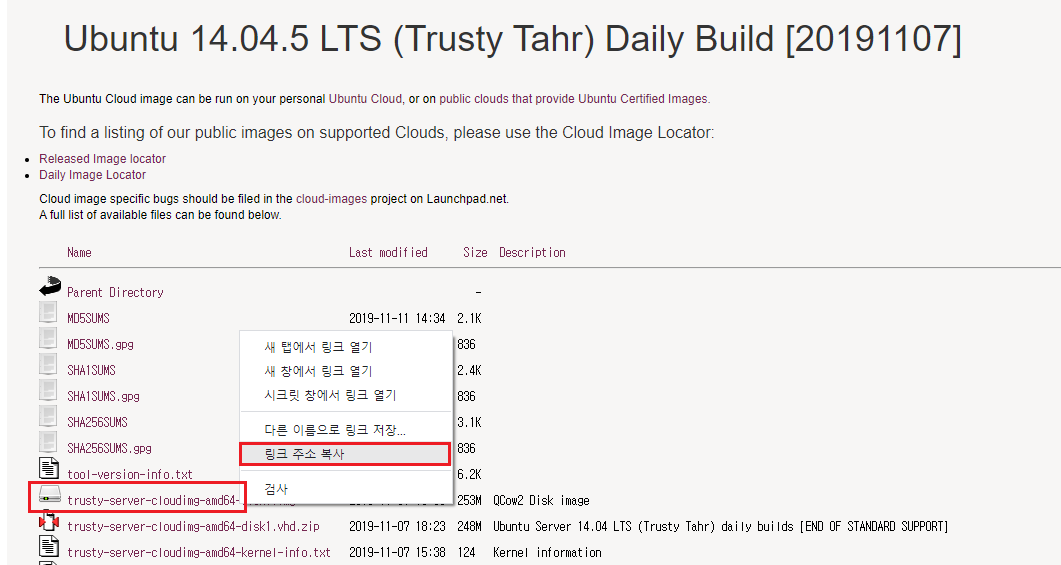 Ubuntu 14.04.5 LTS (Trusty Tahr) Daily Build [20191107]
The Ubuntu Cloud image can be run on your personal Ubuntu Cloud, or on public clouds that provide Ubuntu Certified Images.
To find a listing of our public images on supported Clouds, please use the Cloud Image Locator:
Released Image locator
Daily Image Locator
Cloud image specific bugs should be filed in the cloud-images project on Launchpad.net.
A full list of available files can be found below.
Name Last modified Size Description
Parent Directory -
MD5SUMS 2019-11-11 14:34 2.1K
MD5SUMS.gpg 836
SHA1SUMS 2.4K
SHA1SUMS.gpg 836
SHA256SUMS 3.1K
SHA256SUMS.gpg 836
tool-version-info.txt 6.2K
trusty-server-cloudimg-amd64- 253M QCow2 Disk image
trusty-server-cloudimg-amd64-disk1.vhd.zip 2019-11-07 18:23 248M Ubuntu Server 14.04 LTS (Trusty Tahr) daily builds [END OF STANDARD SUPPORT]
trusty-server-cloudimg-amd64-kernel-info.txt 2019-11-07 15:38 124 Kernel information
새 탭에서 링크 열기
새 창에서 링크 열기
시크릿 창에서 링크 열기
다른 이름으로 링크 저장...
링크 주소 복사
검사